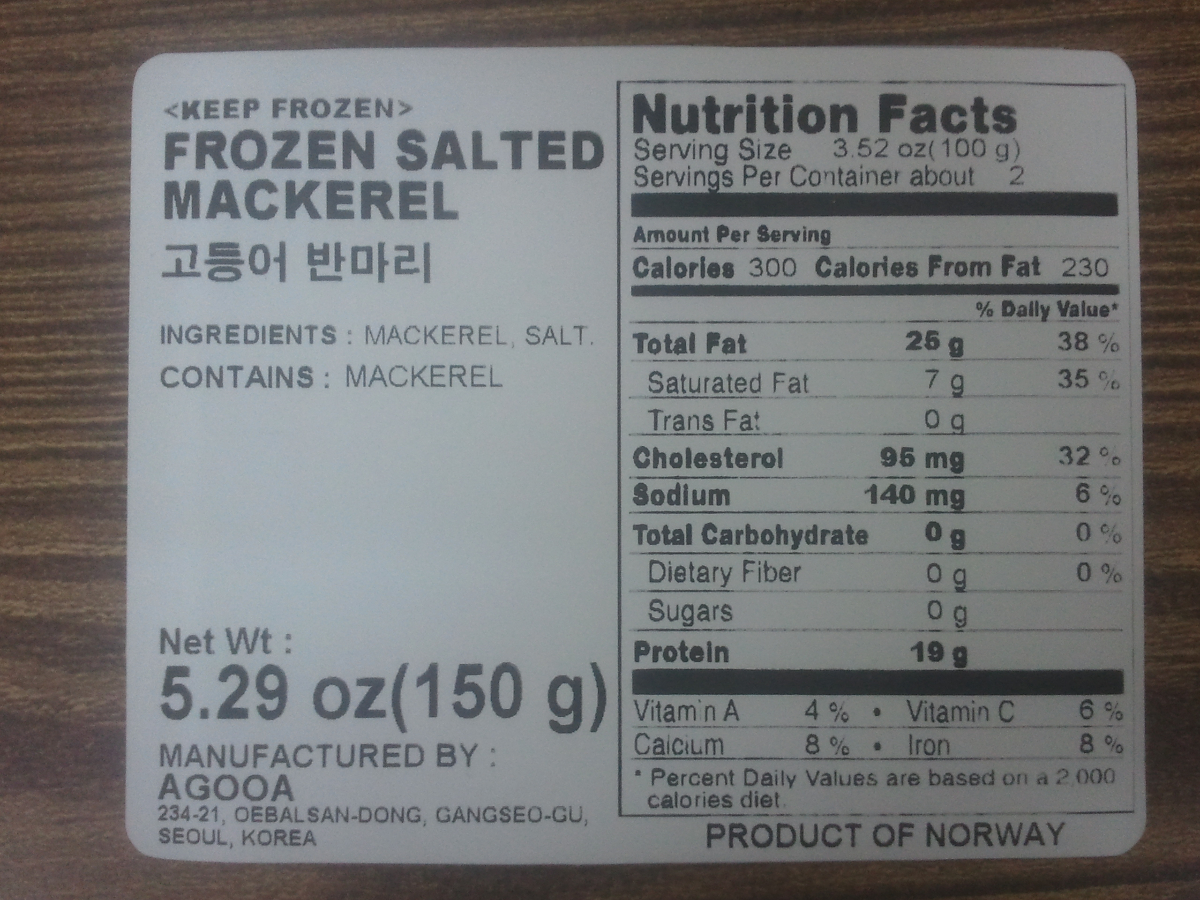 <KEEP FROZEN>
FROZEN SALTED
MACKEREL
고등어 반마리
INGREDIENTS : MACKEREL, SALT.
CONTAINS : MACKEREL
Net Wt :
5.29 oz(150 g)
MANUFACTURED BY :
AGOOA
234-21, OEBALSAN-DONG, GANGSEO-GU,
SEOUL, KOREA
Nutrition Facts
Serving Size 3.52 oz(100 g)
Servings Per Container about 2
Amount Per Serving
Calories 300 Calories From Fat 230
% Daily Value*
Total Fat 25 g 38 %
Saturated Fat 7 g 35 %
Trans Fat 0 g
Cholesterol 95 mg 32 %
Sodium 140 mg 6 %
Total Carbohydrate 0 g 0 %
Dietary Fiber 0 g 0 %
Sugars 0 g
Protein 19 g
Vitamin A 4 % • Vitamin C 6 %
Calcium 8 % • Iron 8 %
* Percent Daily Values are based on a 2,000
calories diet.
PRODUCT OF NORWAY